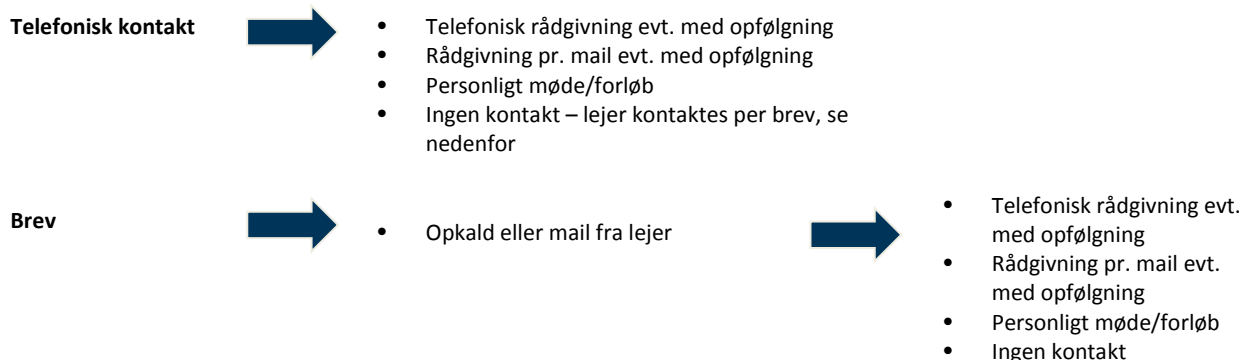 Telefonisk kontakt
• Telefonisk rådgivning evt. med opfølgning
• Rådgivning pr. mail evt. med opfølgning
• Personligt møde/forløb
• Ingen kontakt – lejer kontaktes per brev, se
nedenfor
Brev
• Opkald eller mail fra lejer
• Telefonisk rådgivning evt.
med opfølgning
• Rådgivning pr. mail evt.
med opfølgning
• Personligt møde/forløb
• Ingen kontakt